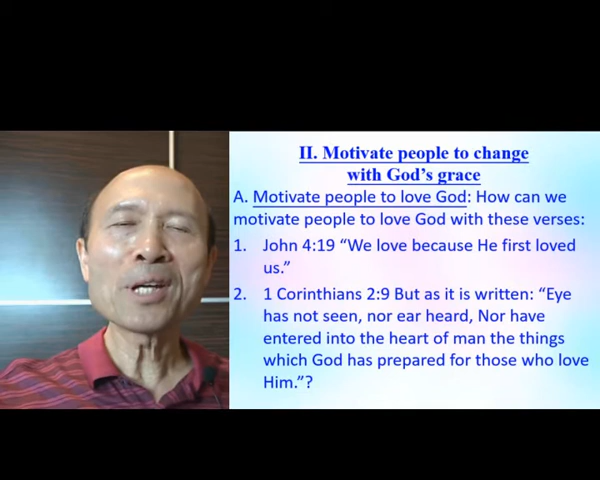 II. Motivate people to change
with God's grace
A. Motivate people to love God: How can we
motivate people to love God with these verses:
1. John 4:19 “We love because He first loved
us.”
2. 1 Corinthians 2:9 But as it is written: “Eye
has not seen, nor ear heard, Nor have
entered into the heart of man the things
which God has prepared for those who love
Him.”?